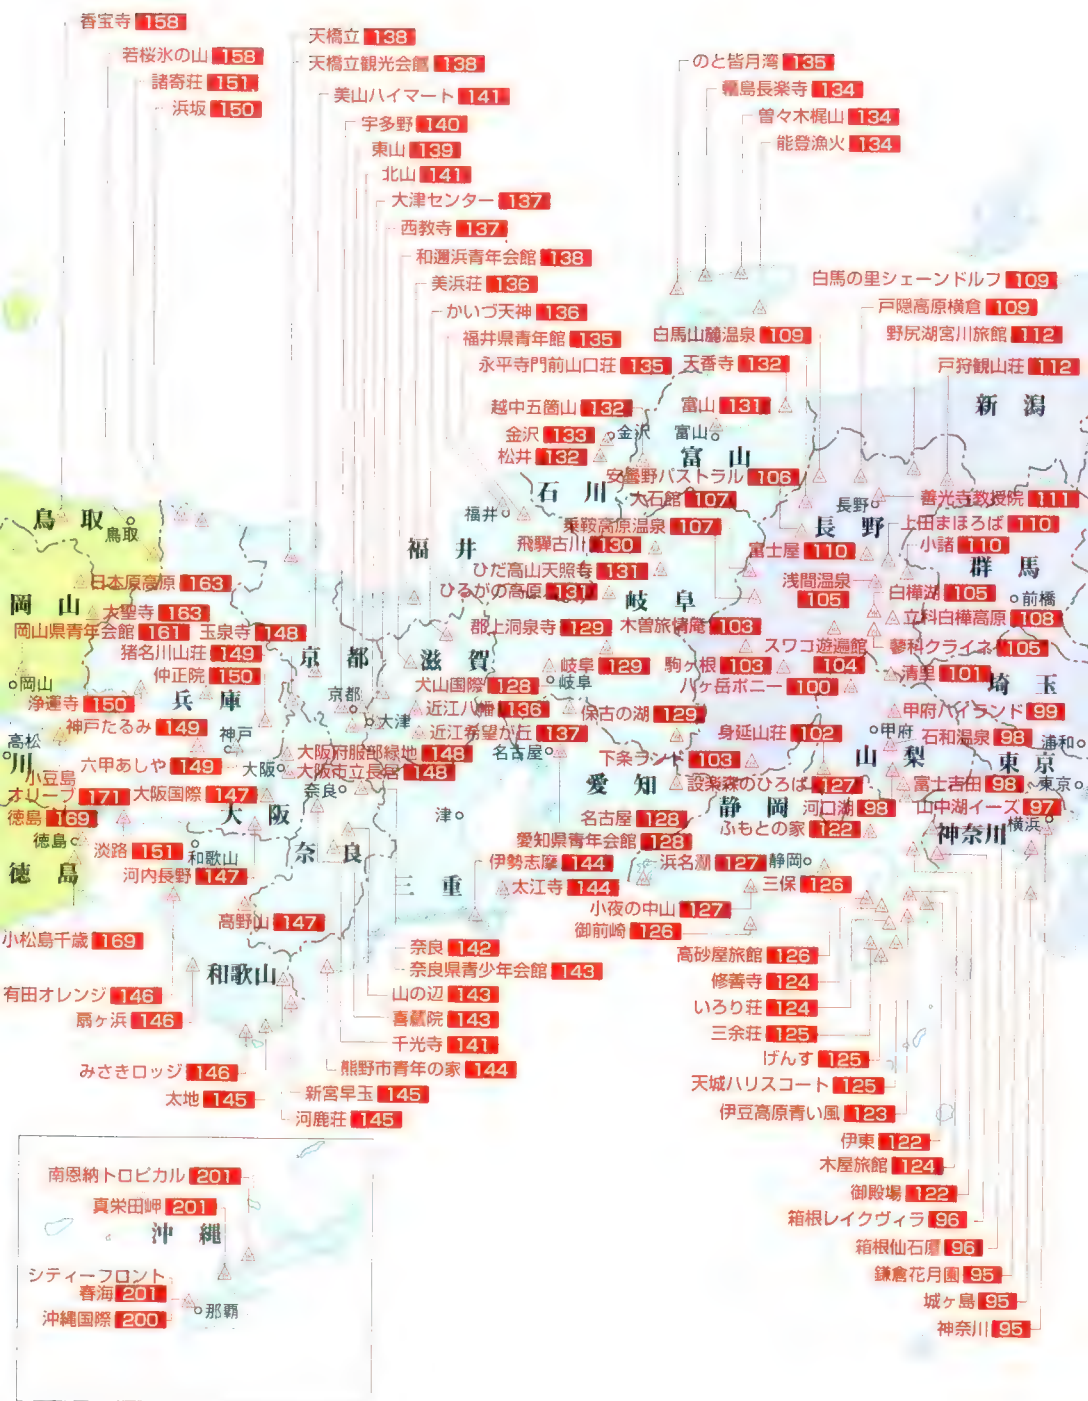 香宝寺 158
若桜氷の山 158
諸寄荘 151
浜坂 150
天橋立 138
天橋立観光会館 138
美山ハイマート 141
宇多野 140
東山 139
北山 141
大津センター 137
西教寺 137
和邇浜青年会館 138
美浜荘 136
かいづ天神 136
福井県青年館 135
永平寺門前山口荘 135
のと皆月湾 135
輪島長楽寺 134
曽々木梶山 134
能登漁火 134
白馬の里シェーンドルフ 109
戸隠高原横倉 109
野尻湖宮川旅館 112
戸狩観山荘 112
白馬山麓温泉 109
天香寺 132
越中五箇山 132
富山 131
金沢 133
金沢
富山
松井 132
新潟
富山
石川
安曇野パストラル 106
大石館 107
乗鞍高原温泉 107
長野
長野
善光寺教授院 111
上田まほろば 110
小諸 110
富士屋 110
群馬
前橋
浅間温泉
105
白樺湖 105
立科白樺高原 108
蓼科クライネ 105
スワコ遊遍館
104
鳥取
鳥取
福井
福井
飛騨古川 130
ひだ高山天照寺 131
ひるがの高原 131
岐阜
郡上洞泉寺 129
木曽旅情庵 103
日本原高原 163
岡山
大聖寺 163
岡山県青年会館 161
玉泉寺 148
猪名川山荘 149
仲正院 150
京都
滋賀
岐阜 129
岐阜
駒ヶ根 103
清里 101
埼玉
犬山国際 128
八ヶ岳ポニー 100
岡山
浄運寺 150
兵庫
京都
大津
近江八幡 136
保古の湖 129
甲府ハイランド 99
甲府
石和温泉 98
浦和
神戸たるみ 149
神戸
近江希望が丘 137
名古屋
身延山荘 102
山梨
東京
高松
川
六甲あしや 149
大阪
大阪府服部緑地 148
大阪市立長居 148
下条ランド 103
小豆島
オリーブ 171
大阪国際 147
奈良
愛知
設楽森のひろば 127
富士吉田 98
東京
徳島 169
大阪
津
静岡
河口湖 98
山中湖イーズ 97
名古屋 128
ふもとの家 122
横浜
神奈川
徳島
淡路 151
和歌山
奈良
愛知県青年会館 128
徳島
河内長野 147
三重
伊勢志摩 144
浜名湖 127
静岡
太江寺 144
三保 126
小夜の中山 127
高野山 147
御前崎 126
小松島千歳 169
和歌山
奈良 142
奈良県青少年会館 143
山の辺 143
喜蔵院 143
千光寺 141
熊野市青年の家 144
有田オレンジ 146
扇ヶ浜 146
みさきロッジ 146
太地 145
新宮早玉 145
河鹿荘 145
高砂屋旅館 126
修善寺 124
いろり荘 124
三余荘 125
げんす 125
天城ハリスコート 125
伊豆高原青い風 123
伊東 122
木屋旅館 124
御殿場 122
箱根レイクヴィラ 96
箱根仙石原 96
鎌倉花月園 95
城ヶ島 95
神奈川 95
南恩納トロピカル 201
真栄田岬 201
沖縄
シティーフロント
春海 201
沖縄国際 200
那覇